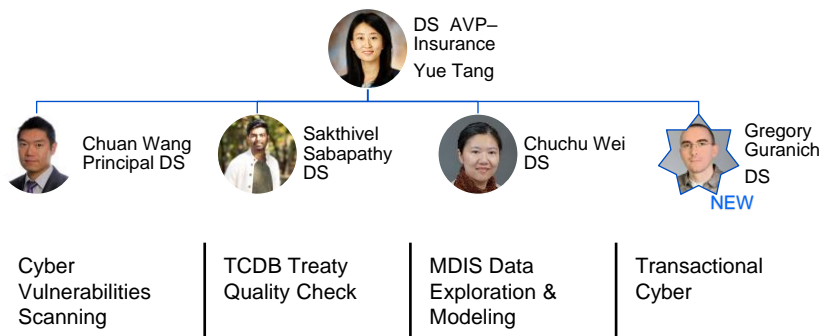 DS AVP–
Insurance
Yue Tang
Chuan Wang
Principal DS
Sakthivel
Sabapathy
DS
Chuchu Wei
DS
Gregory
Guranich
DS
NEW
Cyber
Vulnerabilities
Scanning
TCDB Treaty
Quality Check
MDIS Data
Exploration &
Modeling
Transactional
Cyber